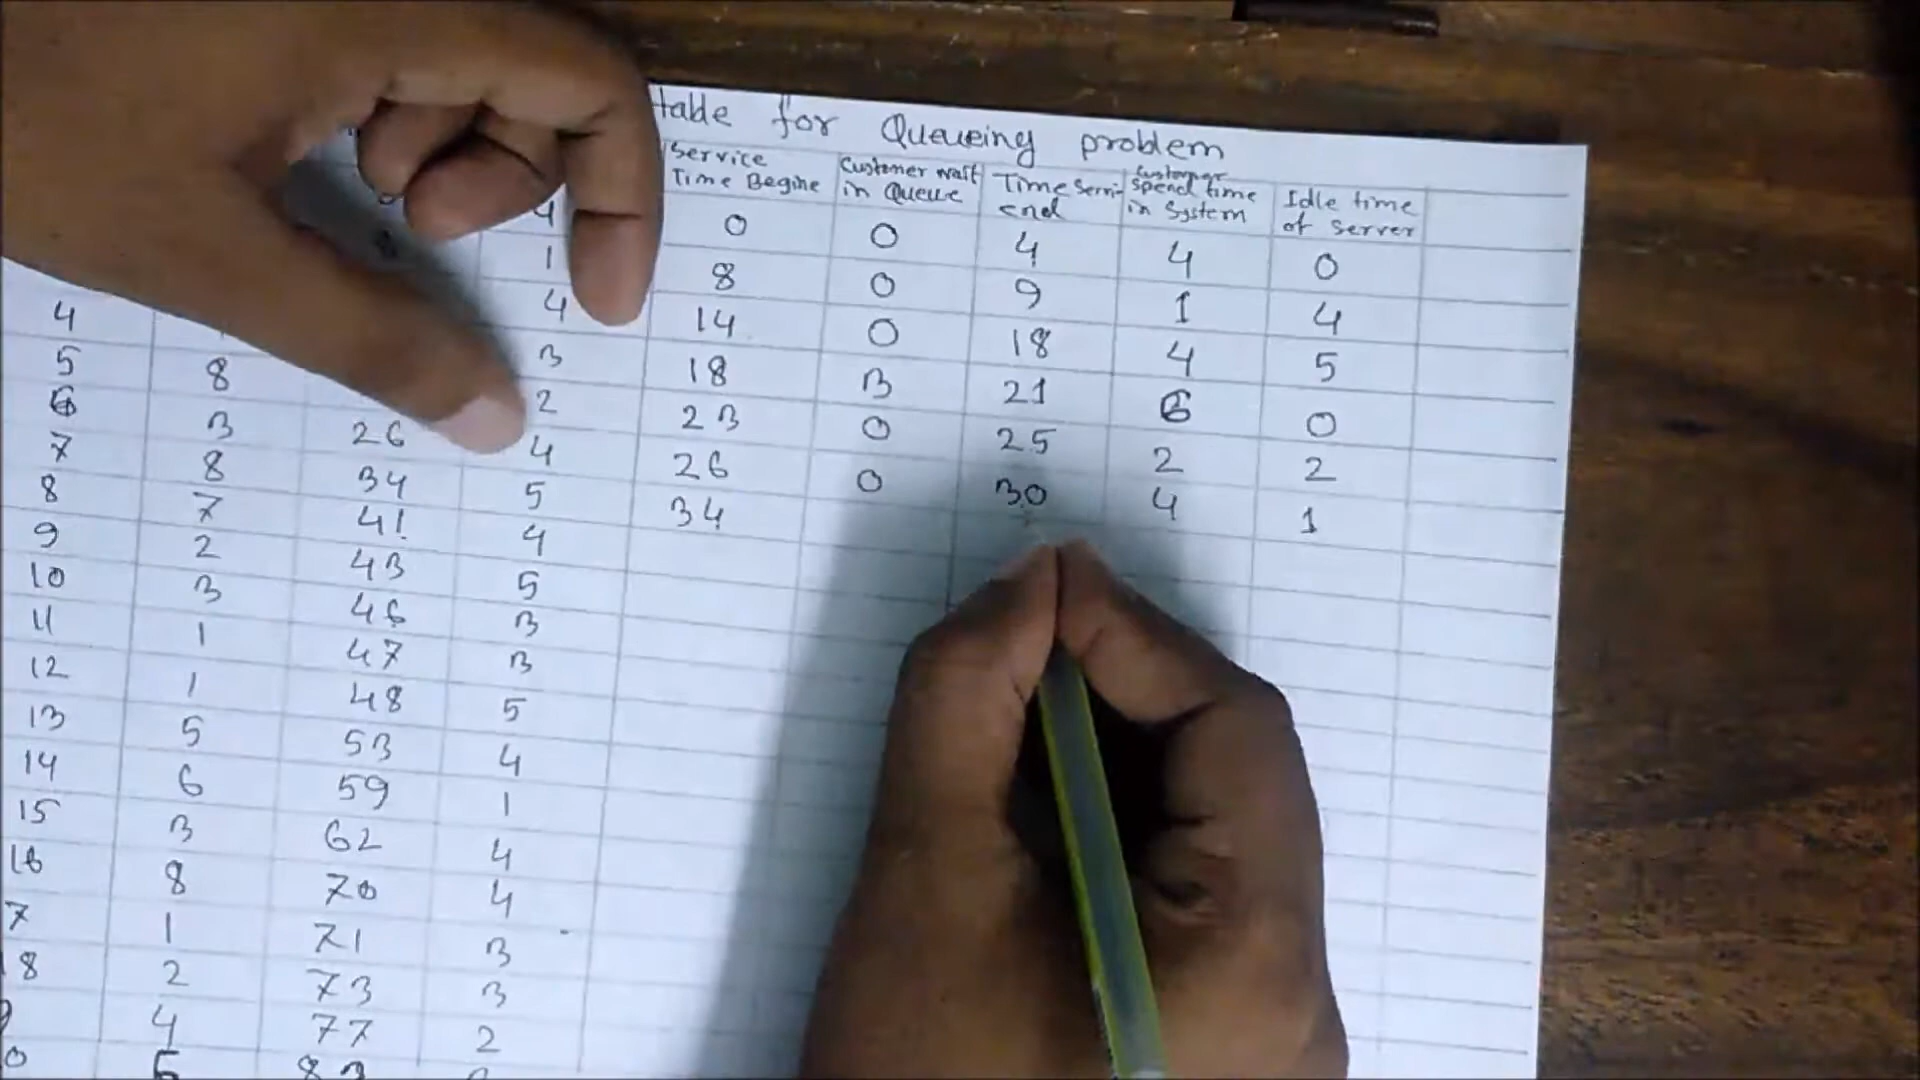 table for Queueing problem
Service Time Begine | Customer wait in Queue | Time Servi- end | Customer spend time in System | Idle time of Server
4 0 0 4 4 0
1 8 0 9 1 4
4 14 0 18 4 5
4 3 18 3 21 6 0
5 8 2 23 0 25 2 2
6 3 26 4 26 0 30 4 1
7 8 34 5 34
8 7 41 4
9 2 43 5
10 3 46 3
11 1 47 3
12 1 48 5
13 5 53 4
14 6 59 1
15 3 62 4
16 8 70 4
7 1 71 3
18 2 73 3
4 77 2
0